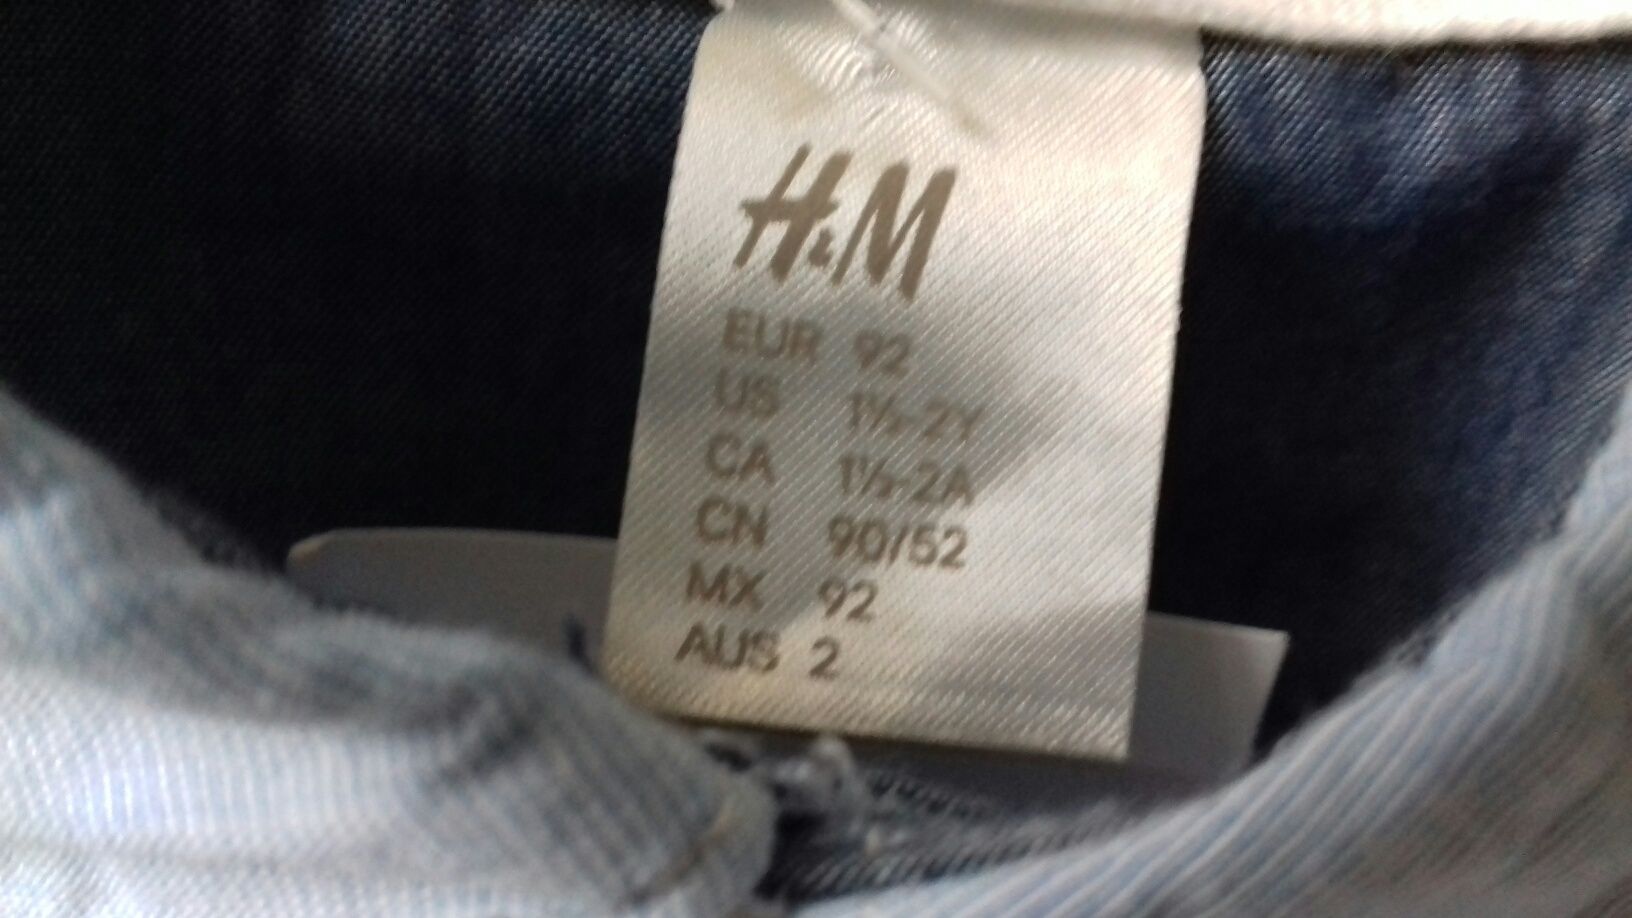 H&M
EUR 92
US 1½-2Y
CA 1½-2A
CN 90/52
MX 92
AUS 2